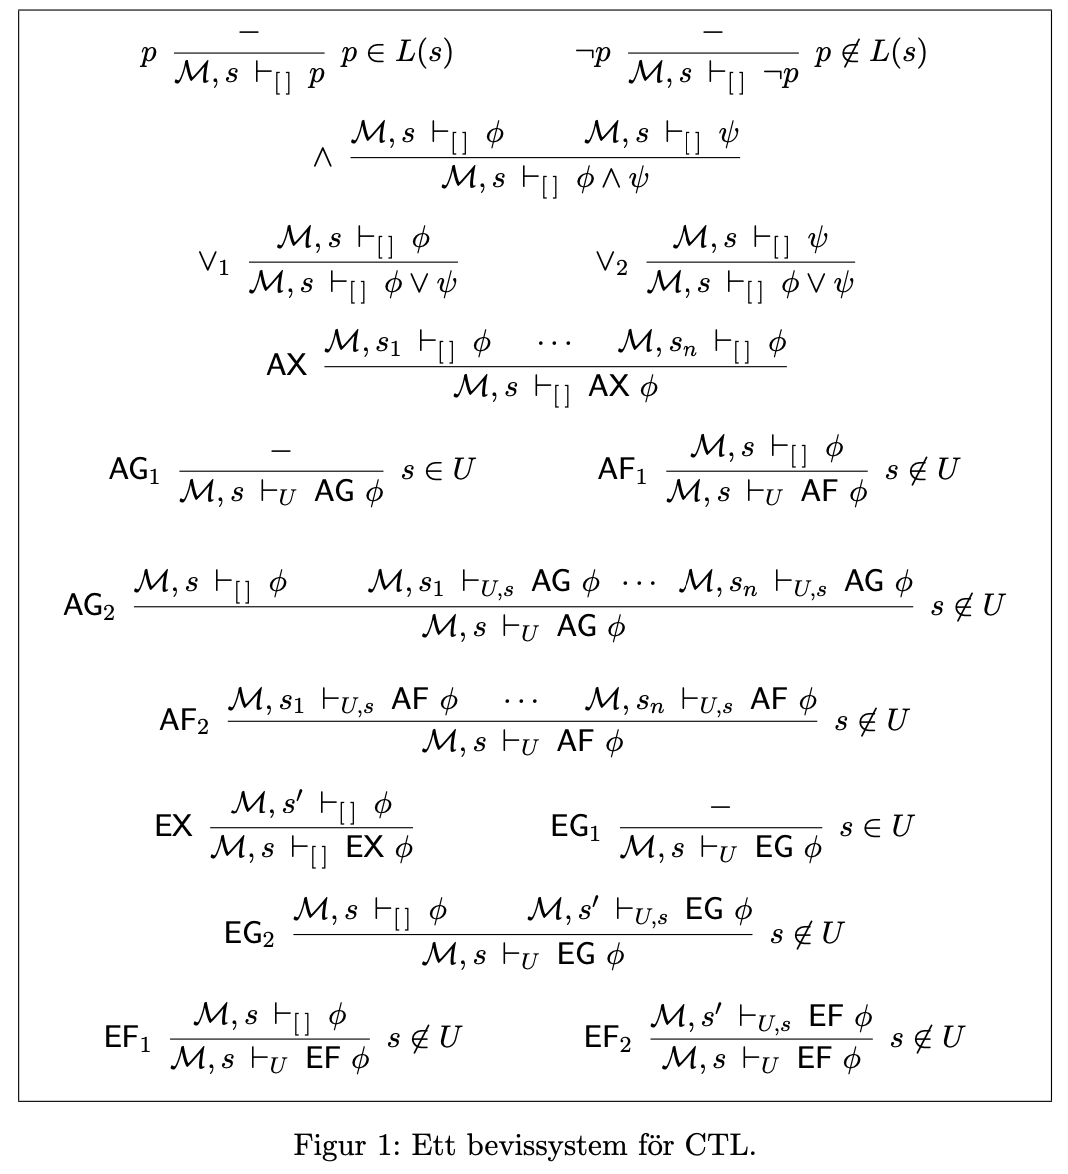 p − / ℳ, s ⊢[ ] p p ∈ L(s) ¬p − / ℳ, s ⊢[ ] ¬p p ∉ L(s)
∧ ℳ, s ⊢[ ] ϕ ℳ, s ⊢[ ] ψ / ℳ, s ⊢[ ] ϕ ∧ ψ
∨₁ ℳ, s ⊢[ ] ϕ / ℳ, s ⊢[ ] ϕ ∨ ψ ∨₂ ℳ, s ⊢[ ] ψ / ℳ, s ⊢[ ] ϕ ∨ ψ
AX ℳ, s₁ ⊢[ ] ϕ ⋯ ℳ, sₙ ⊢[ ] ϕ / ℳ, s ⊢[ ] AX ϕ
AG₁ − / ℳ, s ⊢U AG ϕ s ∈ U AF₁ ℳ, s ⊢[ ] ϕ / ℳ, s ⊢U AF ϕ s ∉ U
AG₂ ℳ, s ⊢[ ] ϕ ℳ, s₁ ⊢U,s AG ϕ ⋯ ℳ, sₙ ⊢U,s AG ϕ / ℳ, s ⊢U AG ϕ s ∉ U
AF₂ ℳ, s₁ ⊢U,s AF ϕ ⋯ ℳ, sₙ ⊢U,s AF ϕ / ℳ, s ⊢U AF ϕ s ∉ U
EX ℳ, s′ ⊢[ ] ϕ / ℳ, s ⊢[ ] EX ϕ EG₁ − / ℳ, s ⊢U EG ϕ s ∈ U
EG₂ ℳ, s ⊢[ ] ϕ ℳ, s′ ⊢U,s EG ϕ / ℳ, s ⊢U EG ϕ s ∉ U
EF₁ ℳ, s ⊢[ ] ϕ / ℳ, s ⊢U EF ϕ s ∉ U EF₂ ℳ, s′ ⊢U,s EF ϕ / ℳ, s ⊢U EF ϕ s ∉ U
Figur 1: Ett bevissystem för CTL.